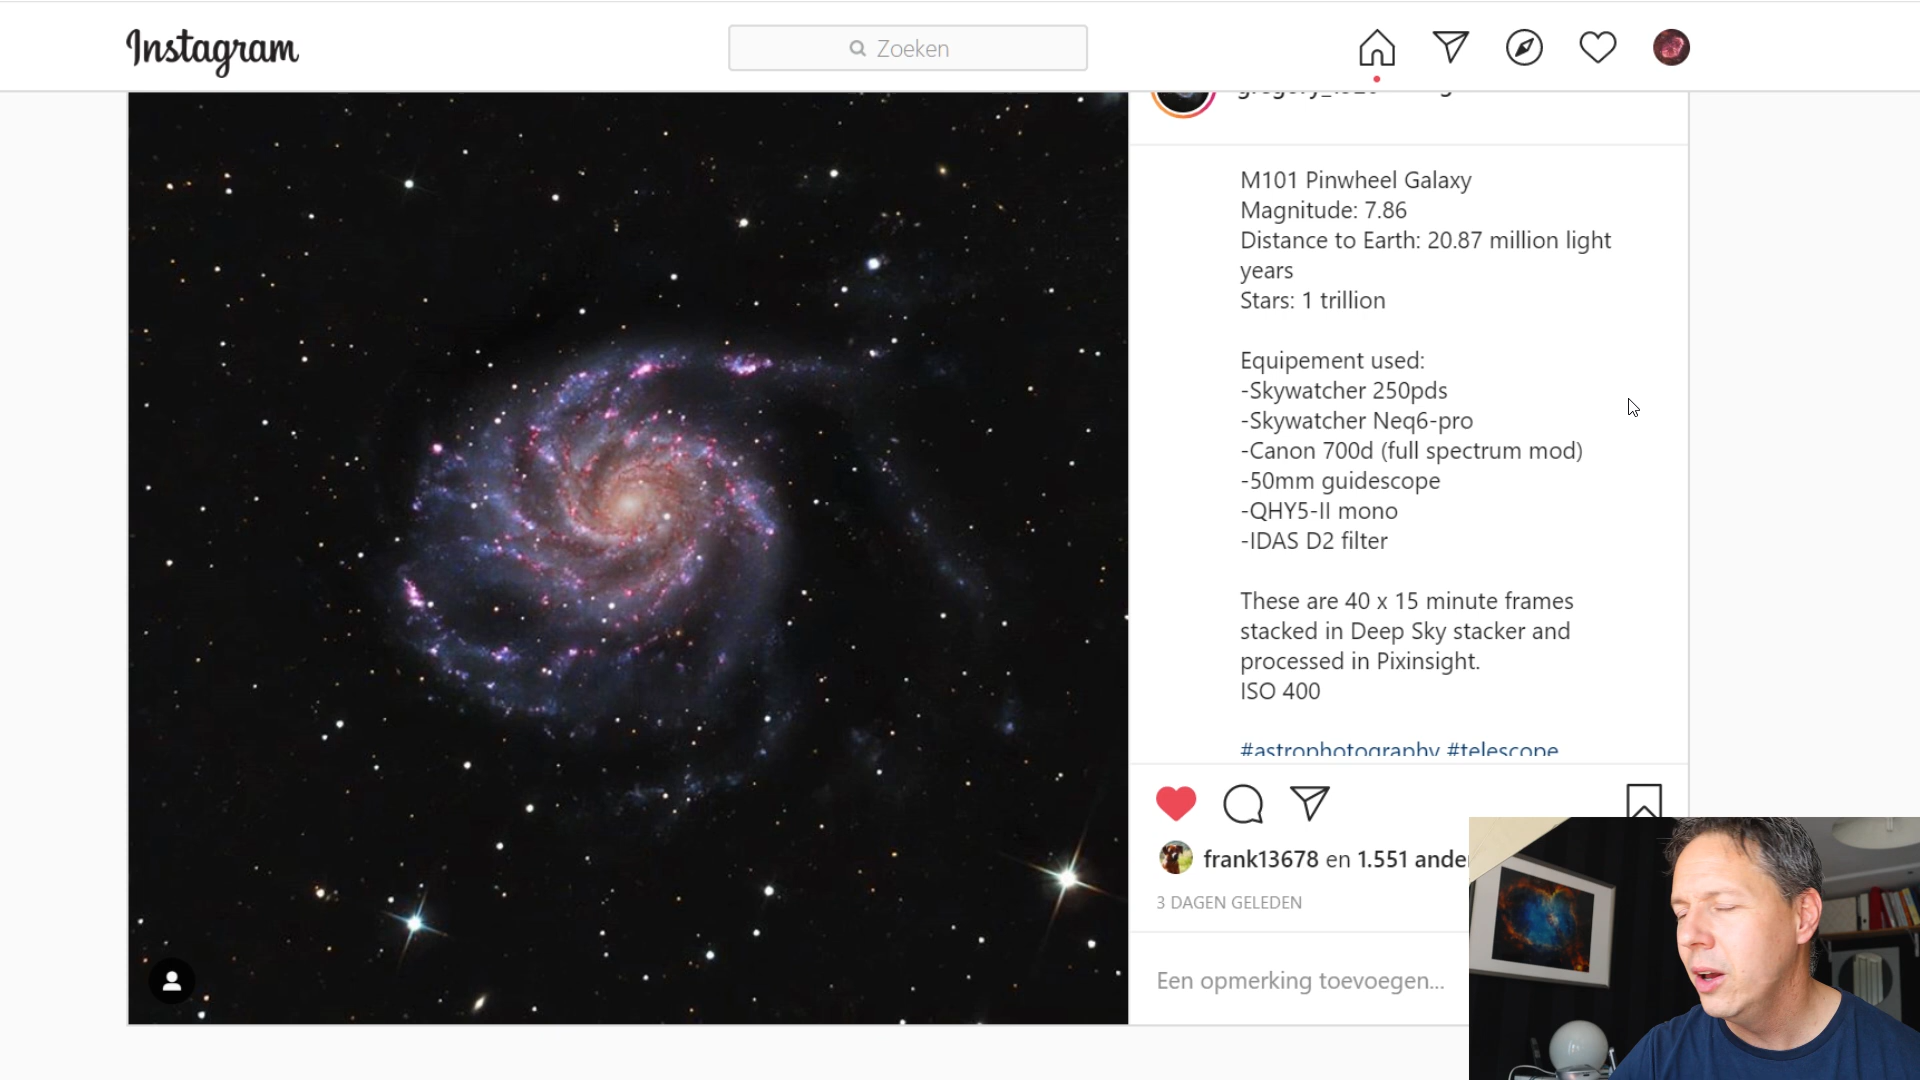 Instagram
Zoeken
M101 Pinwheel Galaxy
Magnitude: 7.86
Distance to Earth: 20.87 million light
years
Stars: 1 trillion
Equipement used:
-Skywatcher 250pds
-Skywatcher Neq6-pro
-Canon 700d (full spectrum mod)
-50mm guidescope
-QHY5-II mono
-IDAS D2 filter
These are 40 x 15 minute frames
stacked in Deep Sky stacker and
processed in Pixinsight.
ISO 400
#astrophotography #telescope
frank13678 en 1.551 ande
3 DAGEN GELEDEN
Een opmerking toevoegen...